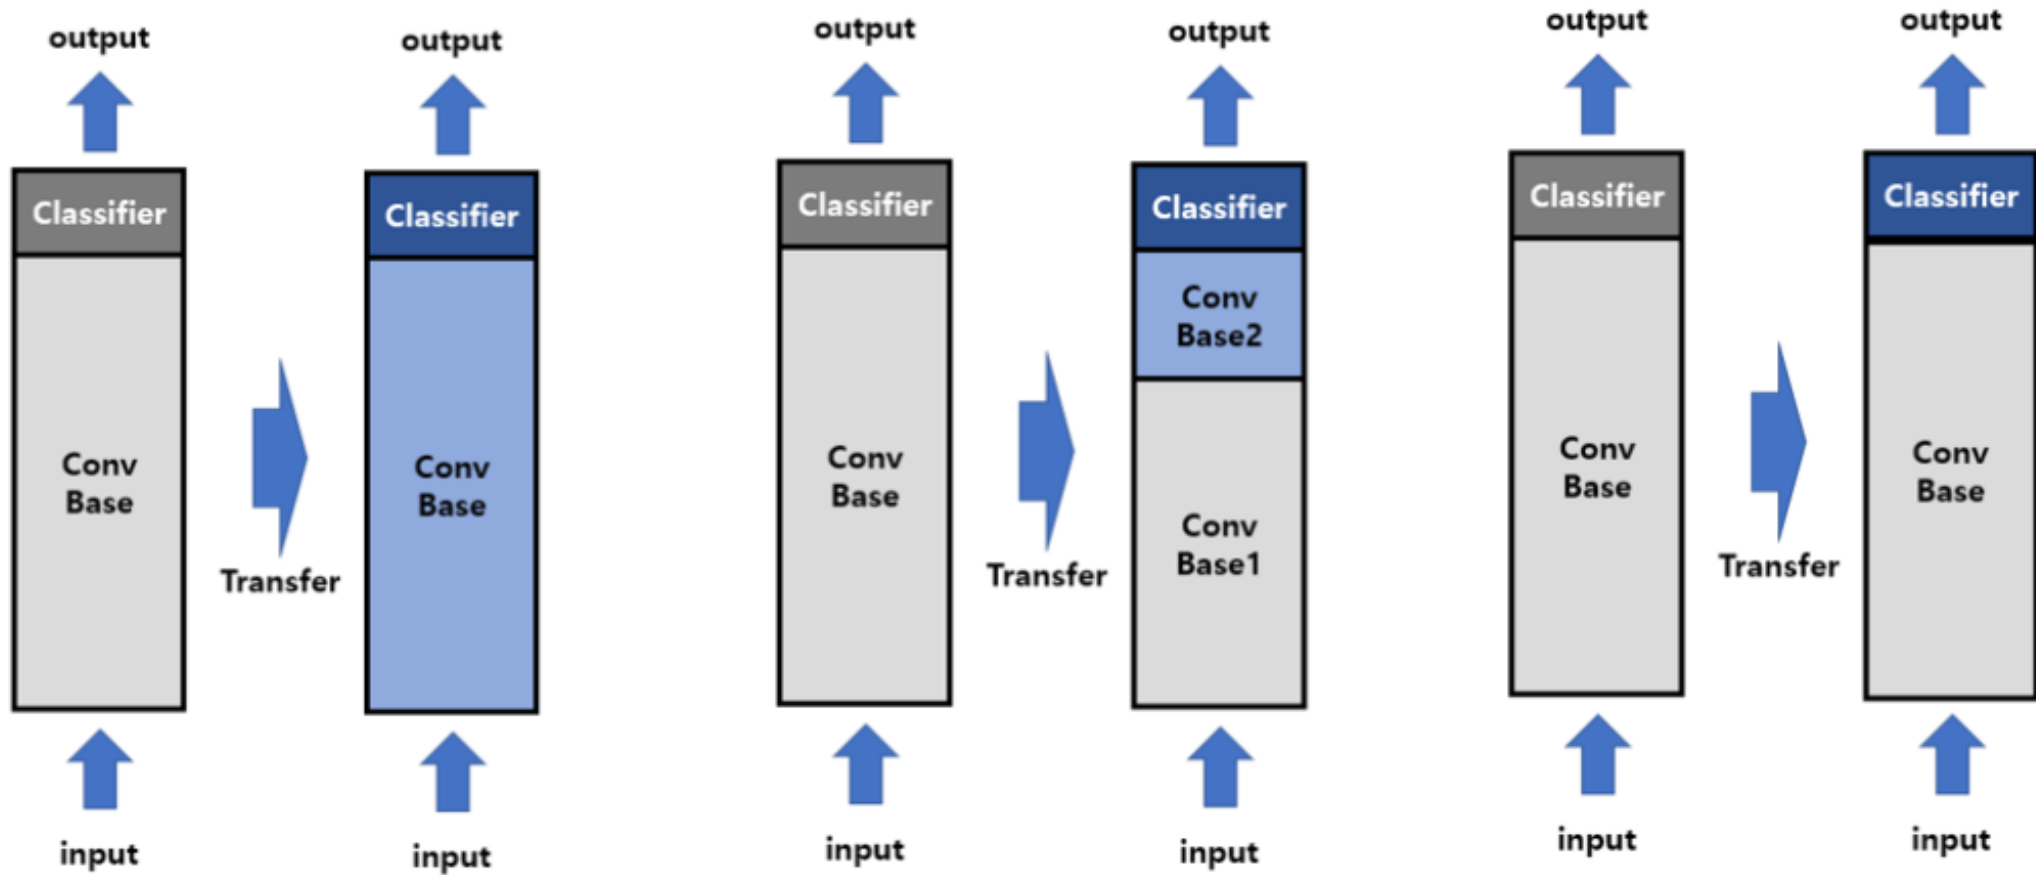 output
Classifier
Conv
Base
input
Transfer
output
Classifier
Conv
Base
input
output
Classifier
Conv
Base
input
Transfer
output
Classifier
Conv
Base2
Conv
Base1
input
output
Classifier
Conv
Base
input
Transfer
output
Classifier
Conv
Base
input